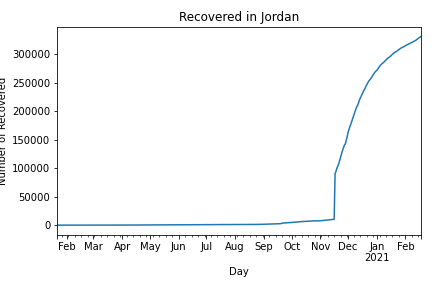 Recovered in Jordan
Number of Recovered
300000
250000
200000
150000
100000
50000
0
Feb Mar Apr May Jun Jul Aug Sep Oct Nov Dec Jan Feb
2021
Day